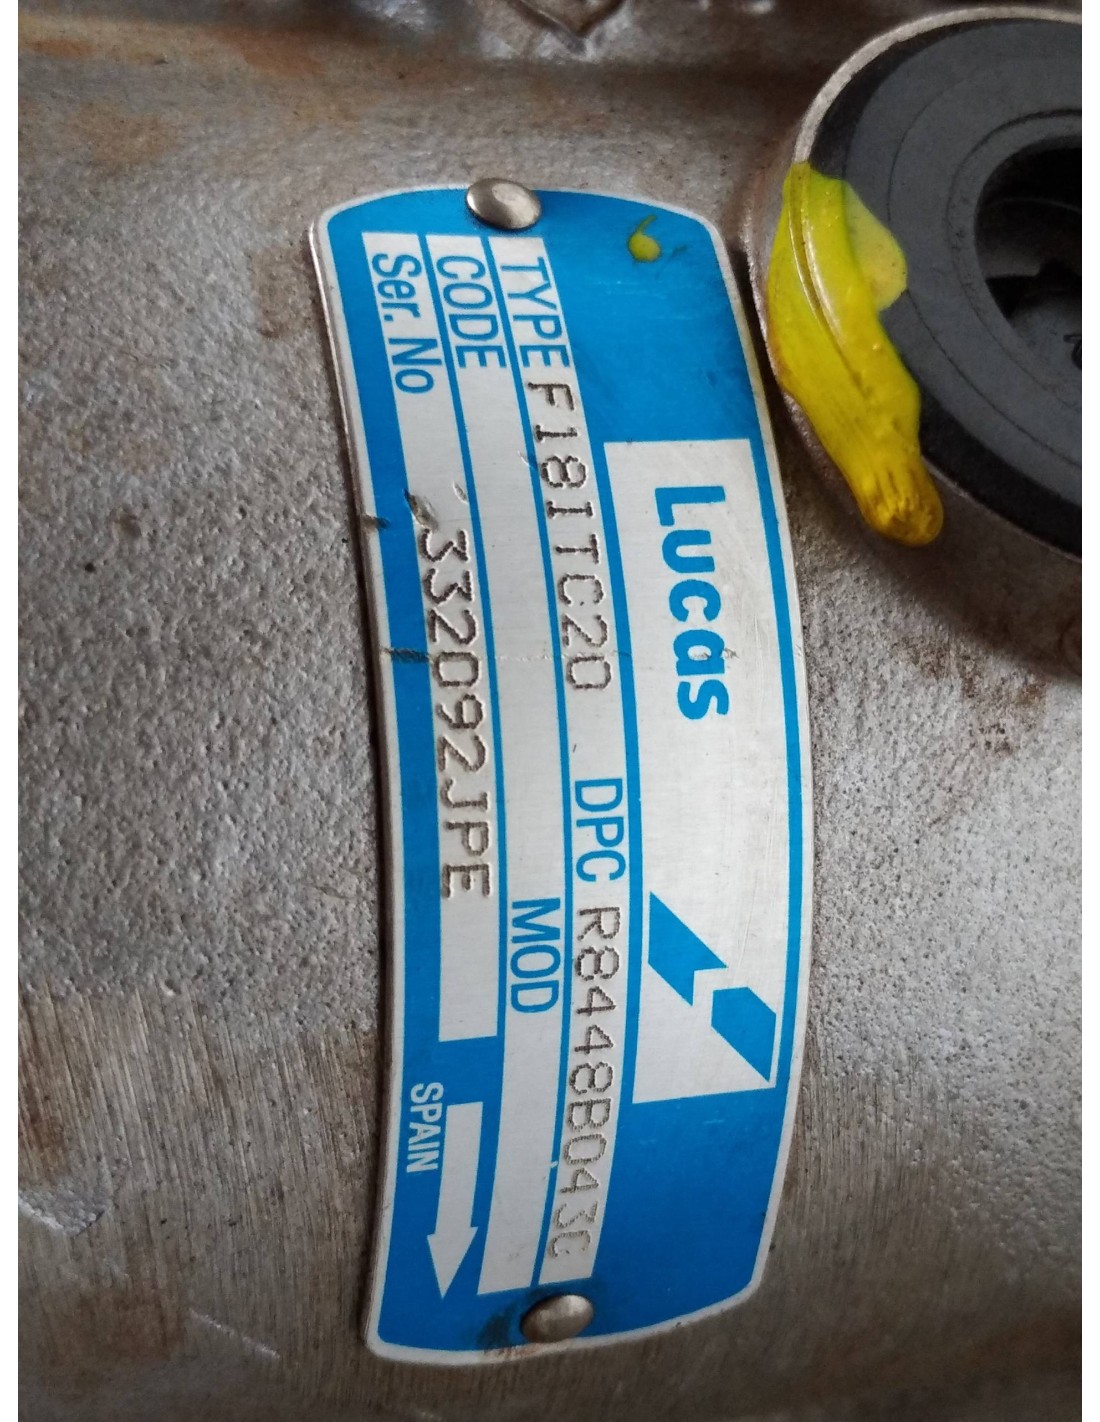 Lucas
TYPE F18ITC20 DPC R8448B043C
CODE MOD
Ser. No 332092JPE
SPAIN